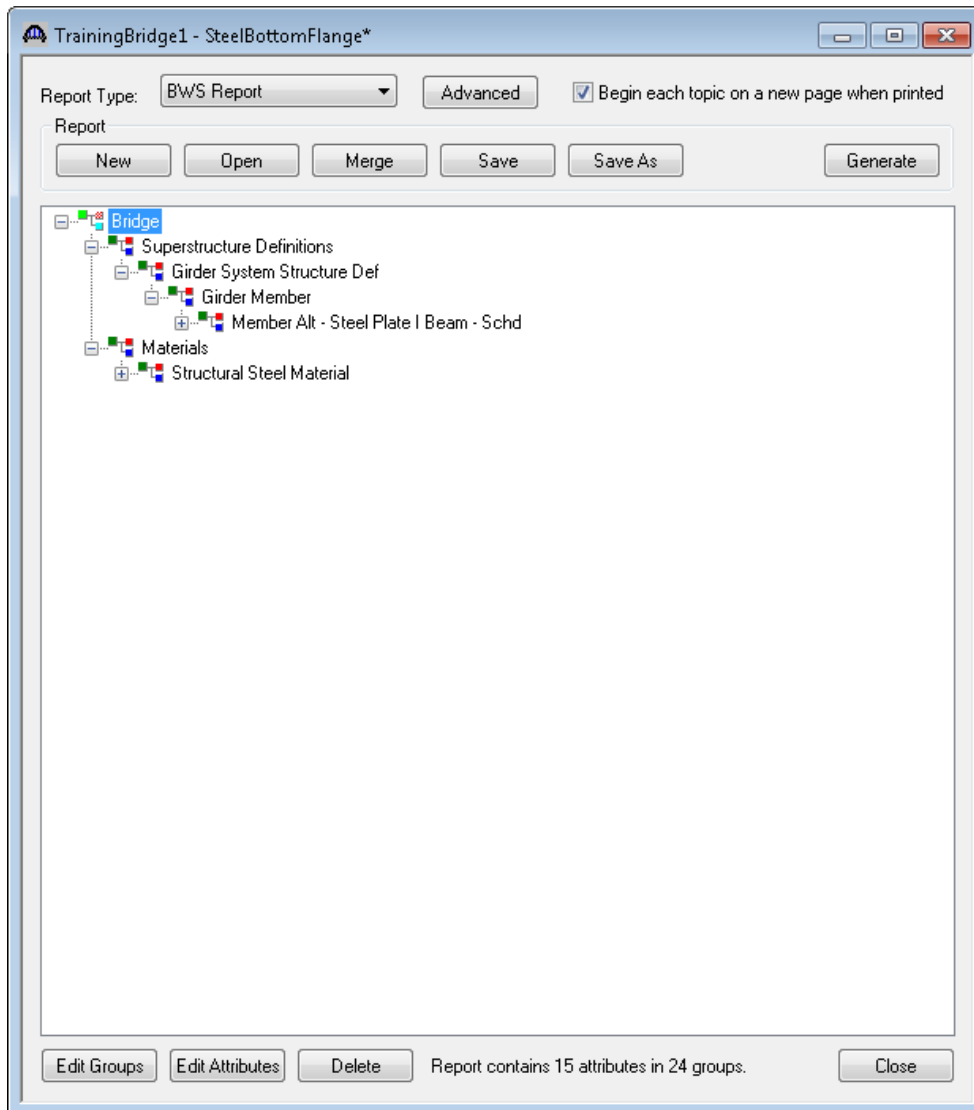 TrainingBridge1 - SteelBottomFlange*
Report Type: BWS Report Advanced Begin each topic on a new page when printed
Report
New Open Merge Save Save As Generate
Bridge
Superstructure Definitions
Girder System Structure Def
Girder Member
Member Alt - Steel Plate I Beam - Schd
Materials
Structural Steel Material
Edit Groups Edit Attributes Delete Report contains 15 attributes in 24 groups. Close